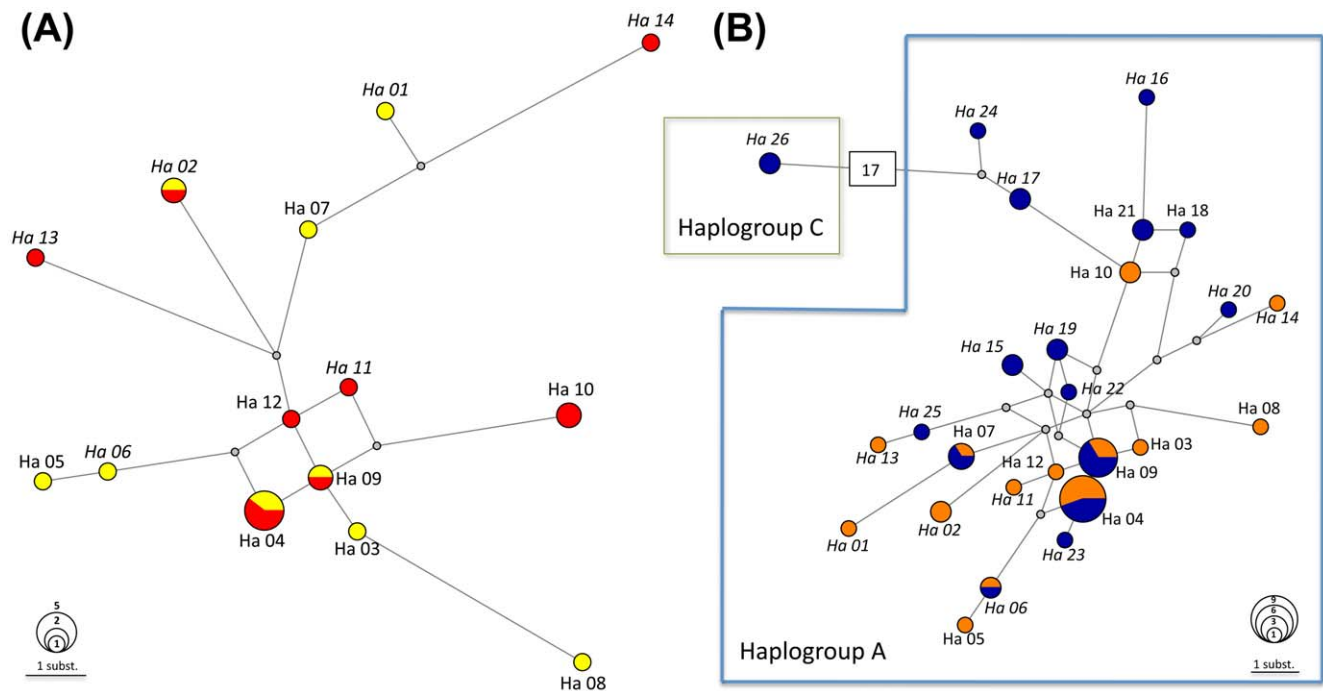 (A)
Ha 14
Ha 01
Ha 02
Ha 07
Ha 13
Ha 11
Ha 12
Ha 10
Ha 06
Ha 05
Ha 09
Ha 04
Ha 03
Ha 08
5
2
1
1 subst.
(B)
Ha 16
Ha 24
Ha 26
17
Ha 17
Haplogroup C
Ha 21
Ha 18
Ha 10
Ha 20
Ha 14
Ha 19
Ha 15
Ha 22
Ha 25
Ha 08
Ha 13
Ha 07
Ha 03
Ha 12
Ha 09
Ha 11
Ha 02
Ha 04
Ha 01
Ha 23
Ha 06
Ha 05
Haplogroup A
9
6
3
1
1 subst.